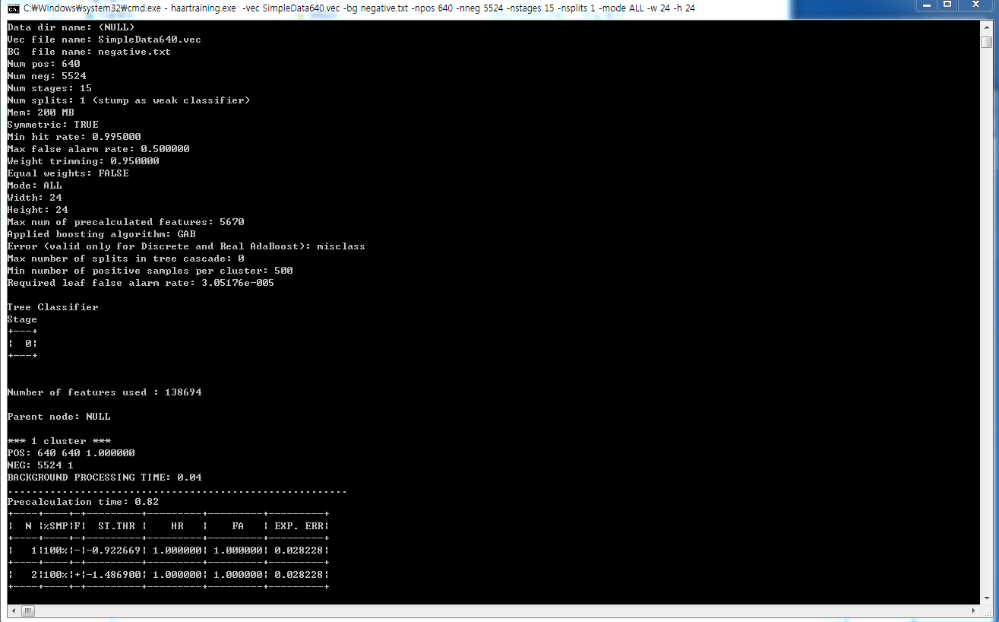 C:₩Windows₩system32₩cmd.exe - haartraining.exe  -vec SimpleData640.vec -bg negative.txt -npos 640 -nneg 5524 -nstages 15 -nsplits 1 -mode ALL -w 24 -h 24
Data dir name: (NULL)
Vec file name: SimpleData640.vec
BG  file name: negative.txt
Num pos: 640
Num neg: 5524
Num stages: 15
Num splits: 1 (stump as weak classifier)
Mem: 200 MB
Symmetric: TRUE
Min hit rate: 0.995000
Max false alarm rate: 0.500000
Weight trimming: 0.950000
Equal weights: FALSE
Mode: ALL
Width: 24
Height: 24
Max num of precalculated features: 5670
Applied boosting algorithm: GAB
Error (valid only for Discrete and Real AdaBoost): misclass
Max number of splits in tree cascade: 0
Min number of positive samples per cluster: 500
Required leaf false alarm rate: 3.05176e-005
Tree Classifier
Stage
+---+
|  0|
+---+
Number of features used : 138694
Parent node: NULL
*** 1 cluster ***
POS: 640 640 1.000000
NEG: 5524 1
BACKGROUND PROCESSING TIME: 0.04
........................................................
Precalculation time: 0.82
+----+----+-+---------+---------+---------+---------+
|  N |%SMP|F|  ST.THR |    HR   |    FA   | EXP. ERR|
+----+----+-+---------+---------+---------+---------+
|   1|100%|-|-0.922669| 1.000000| 1.000000| 0.028228|
+----+----+-+---------+---------+---------+---------+
|   2|100%|+|-1.486900| 1.000000| 1.000000| 0.028228|
+----+----+-+---------+---------+---------+---------+